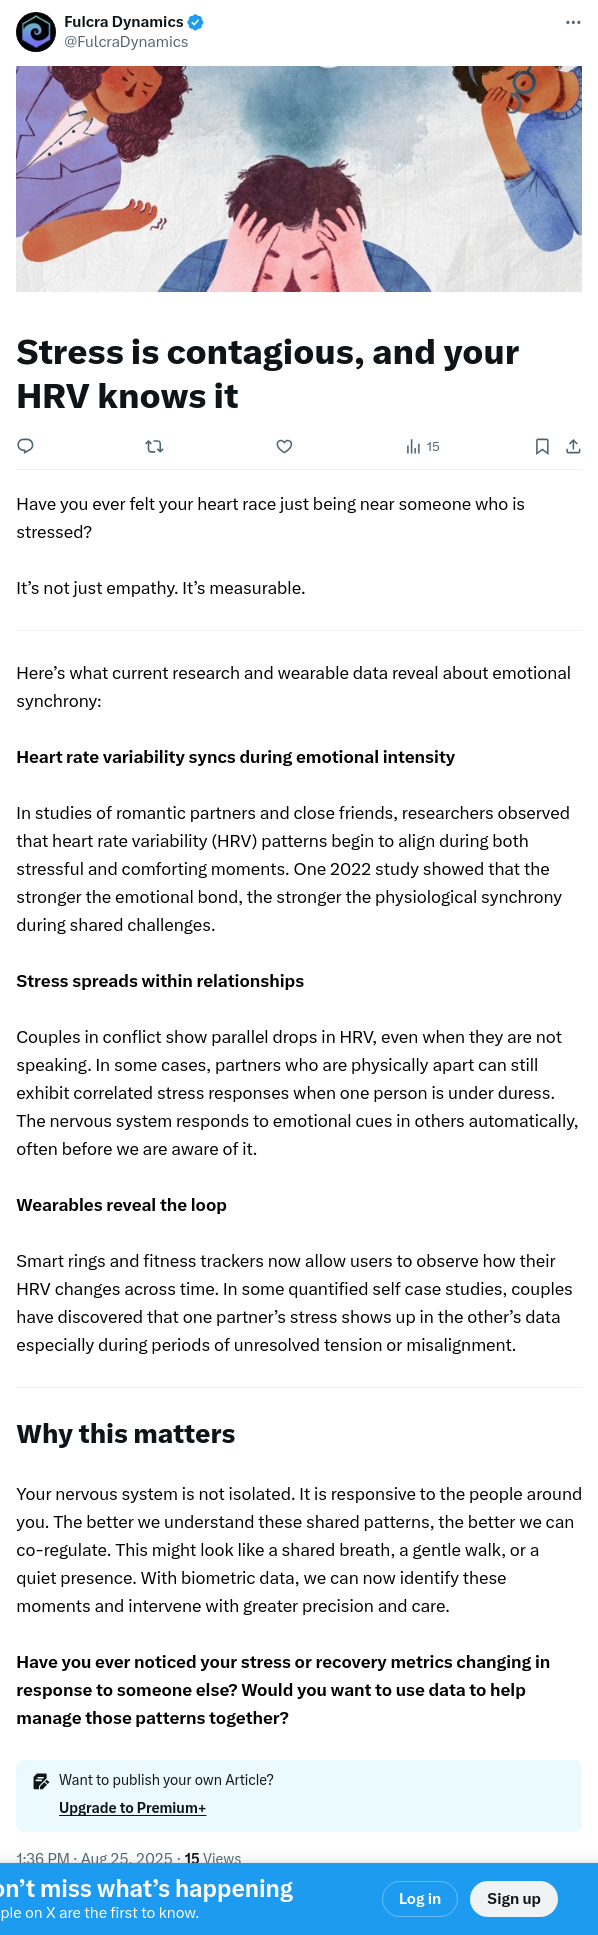 Fulcra Dynamics
@FulcraDynamics
Stress is contagious, and your
HRV knows it
15
Have you ever felt your heart race just being near someone who is
stressed?
It’s not just empathy. It’s measurable.
Here’s what current research and wearable data reveal about emotional
synchrony:
Heart rate variability syncs during emotional intensity
In studies of romantic partners and close friends, researchers observed
that heart rate variability (HRV) patterns begin to align during both
stressful and comforting moments. One 2022 study showed that the
stronger the emotional bond, the stronger the physiological synchrony
during shared challenges.
Stress spreads within relationships
Couples in conflict show parallel drops in HRV, even when they are not
speaking. In some cases, partners who are physically apart can still
exhibit correlated stress responses when one person is under duress.
The nervous system responds to emotional cues in others automatically,
often before we are aware of it.
Wearables reveal the loop
Smart rings and fitness trackers now allow users to observe how their
HRV changes across time. In some quantified self case studies, couples
have discovered that one partner’s stress shows up in the other’s data
especially during periods of unresolved tension or misalignment.
Why this matters
Your nervous system is not isolated. It is responsive to the people around
you. The better we understand these shared patterns, the better we can
co-regulate. This might look like a shared breath, a gentle walk, or a
quiet presence. With biometric data, we can now identify these
moments and intervene with greater precision and care.
Have you ever noticed your stress or recovery metrics changing in
response to someone else? Would you want to use data to help
manage those patterns together?
Want to publish your own Article?
Upgrade to Premium+
1:36 PM · Aug 25, 2025 · 15 Views
on’t miss what’s happening
ple on X are the first to know.
Log in
Sign up